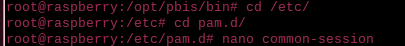 root@raspberry:/opt/pbis/bin# cd /etc/
root@raspberry:/etc# cd pam.d/
root@raspberry:/etc/pam.d# nano common-session